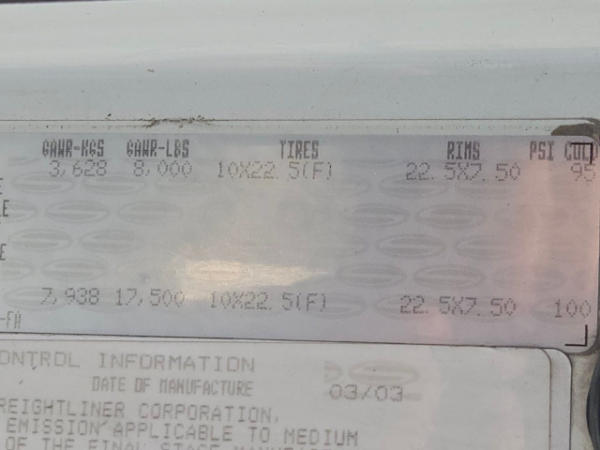 GAWR-KGS GAWR-LBS TIRES RIMS PSI COLD
3,628 8,000 10X22.5(F) 22.5X7.50 95
E
LE
E
7,938 17,500 10X22.5(F) 22.5X7.50 100
-FA
ONTROL INFORMATION
DATE OF MANUFACTURE 03/03
REIGHTLINER CORPORATION,
EMISSION APPLICABLE TO MEDIUM
OF THE FINAL STAGE MANUF